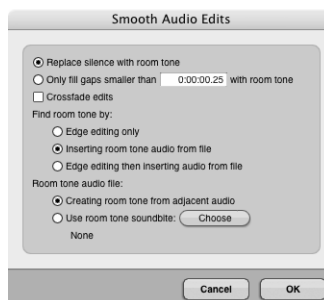 Smooth Audio Edits
Replace silence with room tone
Only fill gaps smaller than 0:00:00.25 with room tone
Crossfade edits
Find room tone by:
Edge editing only
Inserting room tone audio from file
Edge editing then inserting audio from file
Room tone audio file:
Creating room tone from adjacent audio
Use room tone soundbite: Choose
None
Cancel OK